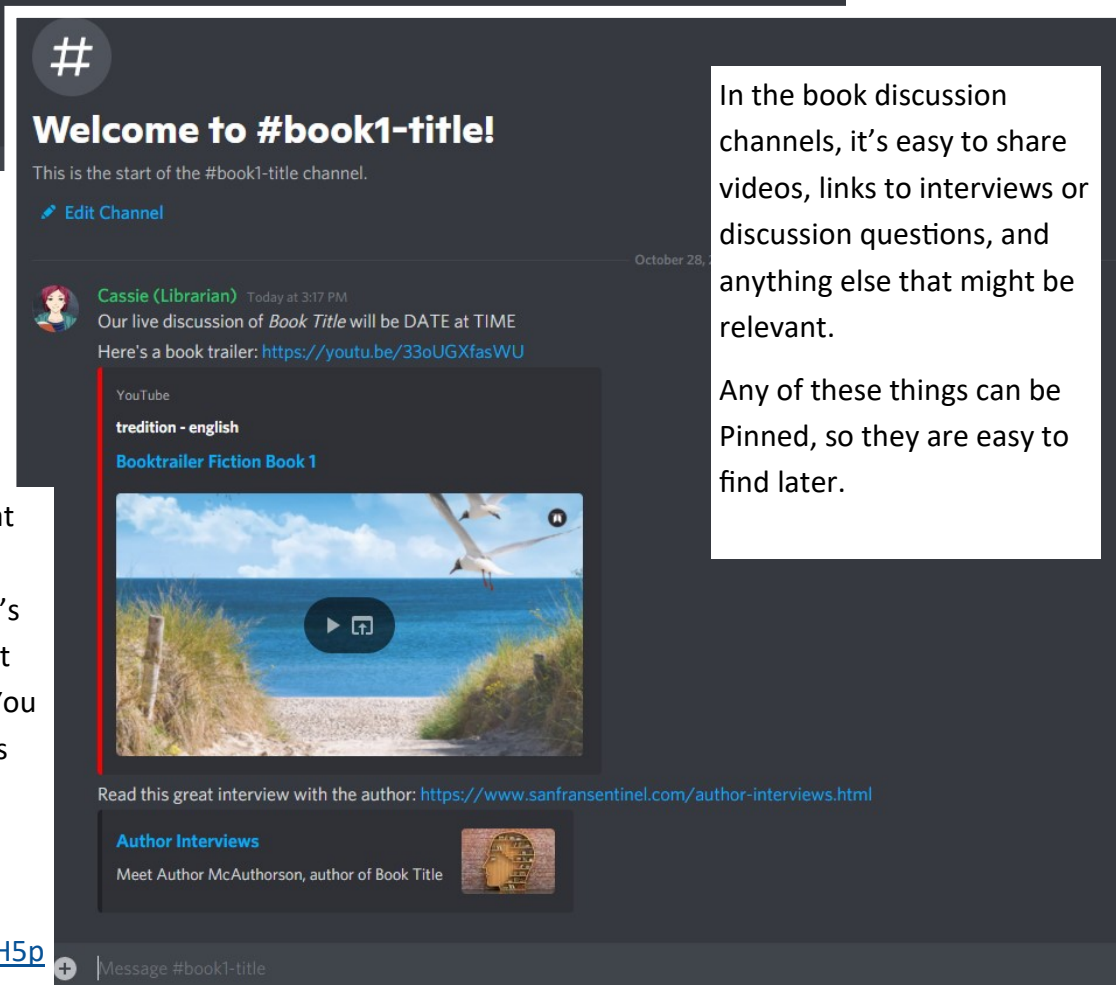 #
Welcome to #book1-title!
This is the start of the #book1-title channel.
Edit Channel
October 28,
Cassie (Librarian) Today at 3:17 PM
Our live discussion of Book Title will be DATE at TIME
Here's a book trailer: https://youtu.be/33oUGXfasWU
YouTube
tredition - english
Booktrailer Fiction Book 1
Read this great interview with the author: https://www.sanfransentinel.com/author-interviews.html
Author Interviews
Meet Author McAuthorson, author of Book Title
Message #book1-title
In the book discussion
channels, it’s easy to share
videos, links to interviews or
discussion questions, and
anything else that might be
relevant.
Any of these things can be
Pinned, so they are easy to
find later.
’s
You
H5p